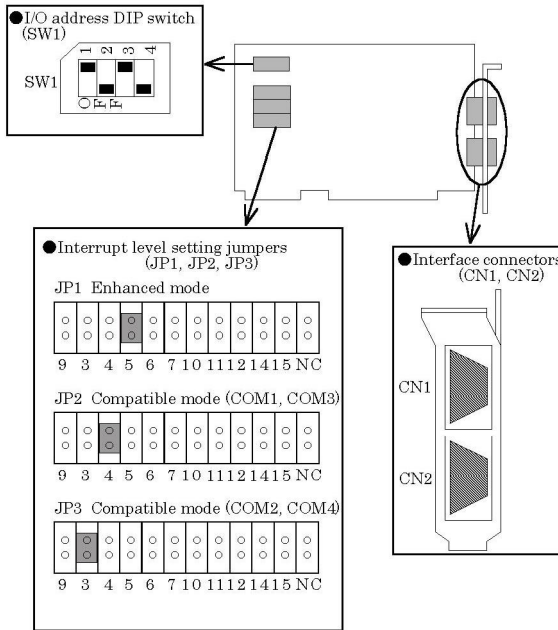 ●I/O address DIP switch
(SW1)
SW1
1 2 3 4
OFF
●Interrupt level setting jumpers
(JP1, JP2, JP3)
JP1 Enhanced mode
9 3 4 5 6 7 10 11 12 14 15 NC
JP2 Compatible mode (COM1, COM3)
9 3 4 5 6 7 10 11 12 14 15 NC
JP3 Compatible mode (COM2, COM4)
9 3 4 5 6 7 10 11 12 14 15 NC
●Interface connectors
(CN1, CN2)
CN1
CN2